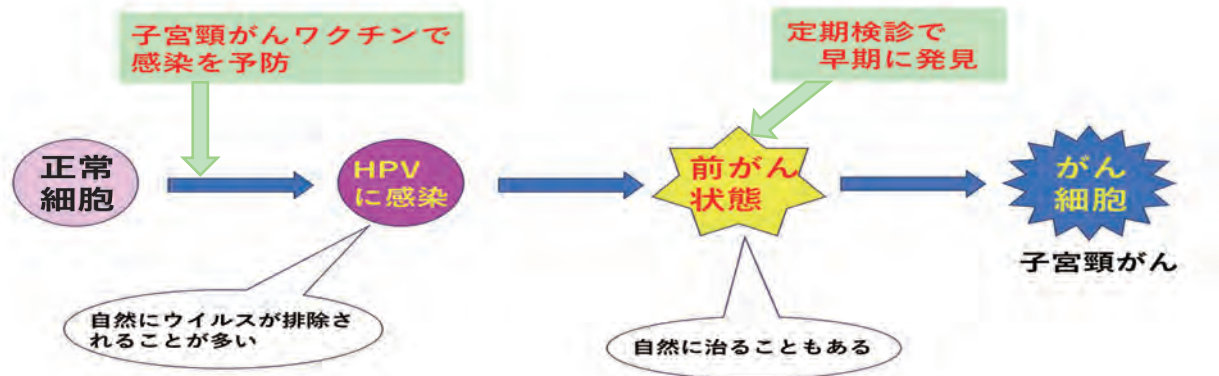 子宮頸がんワクチンで
感染を予防
定期検診で
早期に発見
正常
細胞
HPV
に感染
前がん
状態
がん
細胞
子宮頸がん
自然にウイルスが排除さ
れることが多い
自然に治ることもある